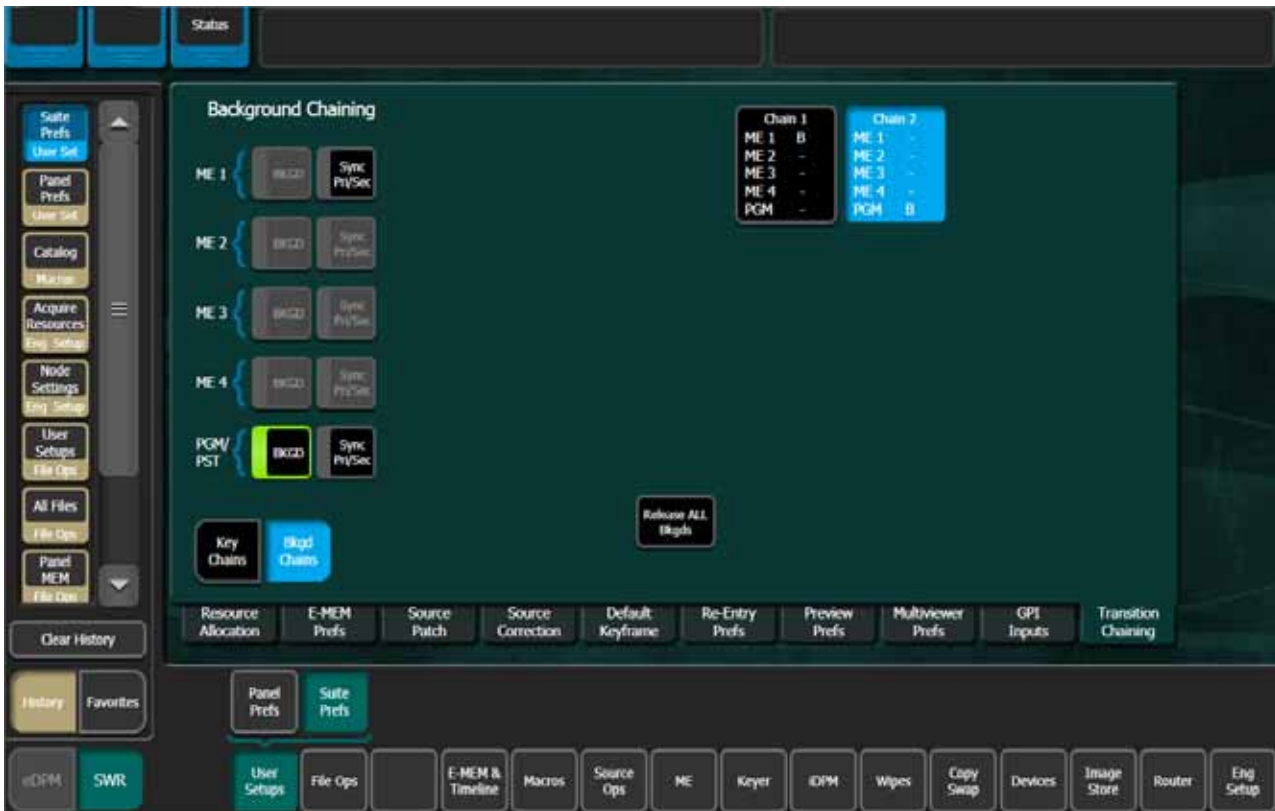 Status
Suite
Prefs
User Set
Panel
Prefs
User Set
Catalog
Macros
Acquire
Resources
Eng Setup
Node
Settings
Eng Setup
User
Setups
File Ops
All Files
File Ops
Panel
MEM
File Ops
Clear History
History Favorites
eDPM SWR
Background Chaining
ME 1 BKGD Sync
Pri/Sec
ME 2 BKGD Sync
Pri/Sec
ME 3 BKGD Sync
Pri/Sec
ME 4 BKGD Sync
Pri/Sec
PGM/
PST BKGD Sync
Pri/Sec
Chain 1
ME 1 B
ME 2 -
ME 3 -
ME 4 -
PGM -
Chain 2
ME 1 -
ME 2 -
ME 3 -
ME 4 -
PGM B
Release ALL
Bkgds
Key
Chains
Bkgd
Chains
Resource
Allocation
E-MEM
Prefs
Source
Patch
Source
Correction
Default
Keyframe
Re-Entry
Prefs
Preview
Prefs
Multiviewer
Prefs
GPI
Inputs
Transition
Chaining
Panel
Prefs
Suite
Prefs
User
Setups
File Ops
E-MEM &
Timeline
Macros
Source
Ops
ME
Keyer
iDPM
Wipes
Copy
Swap
Devices
Image
Store
Router
Eng
Setup